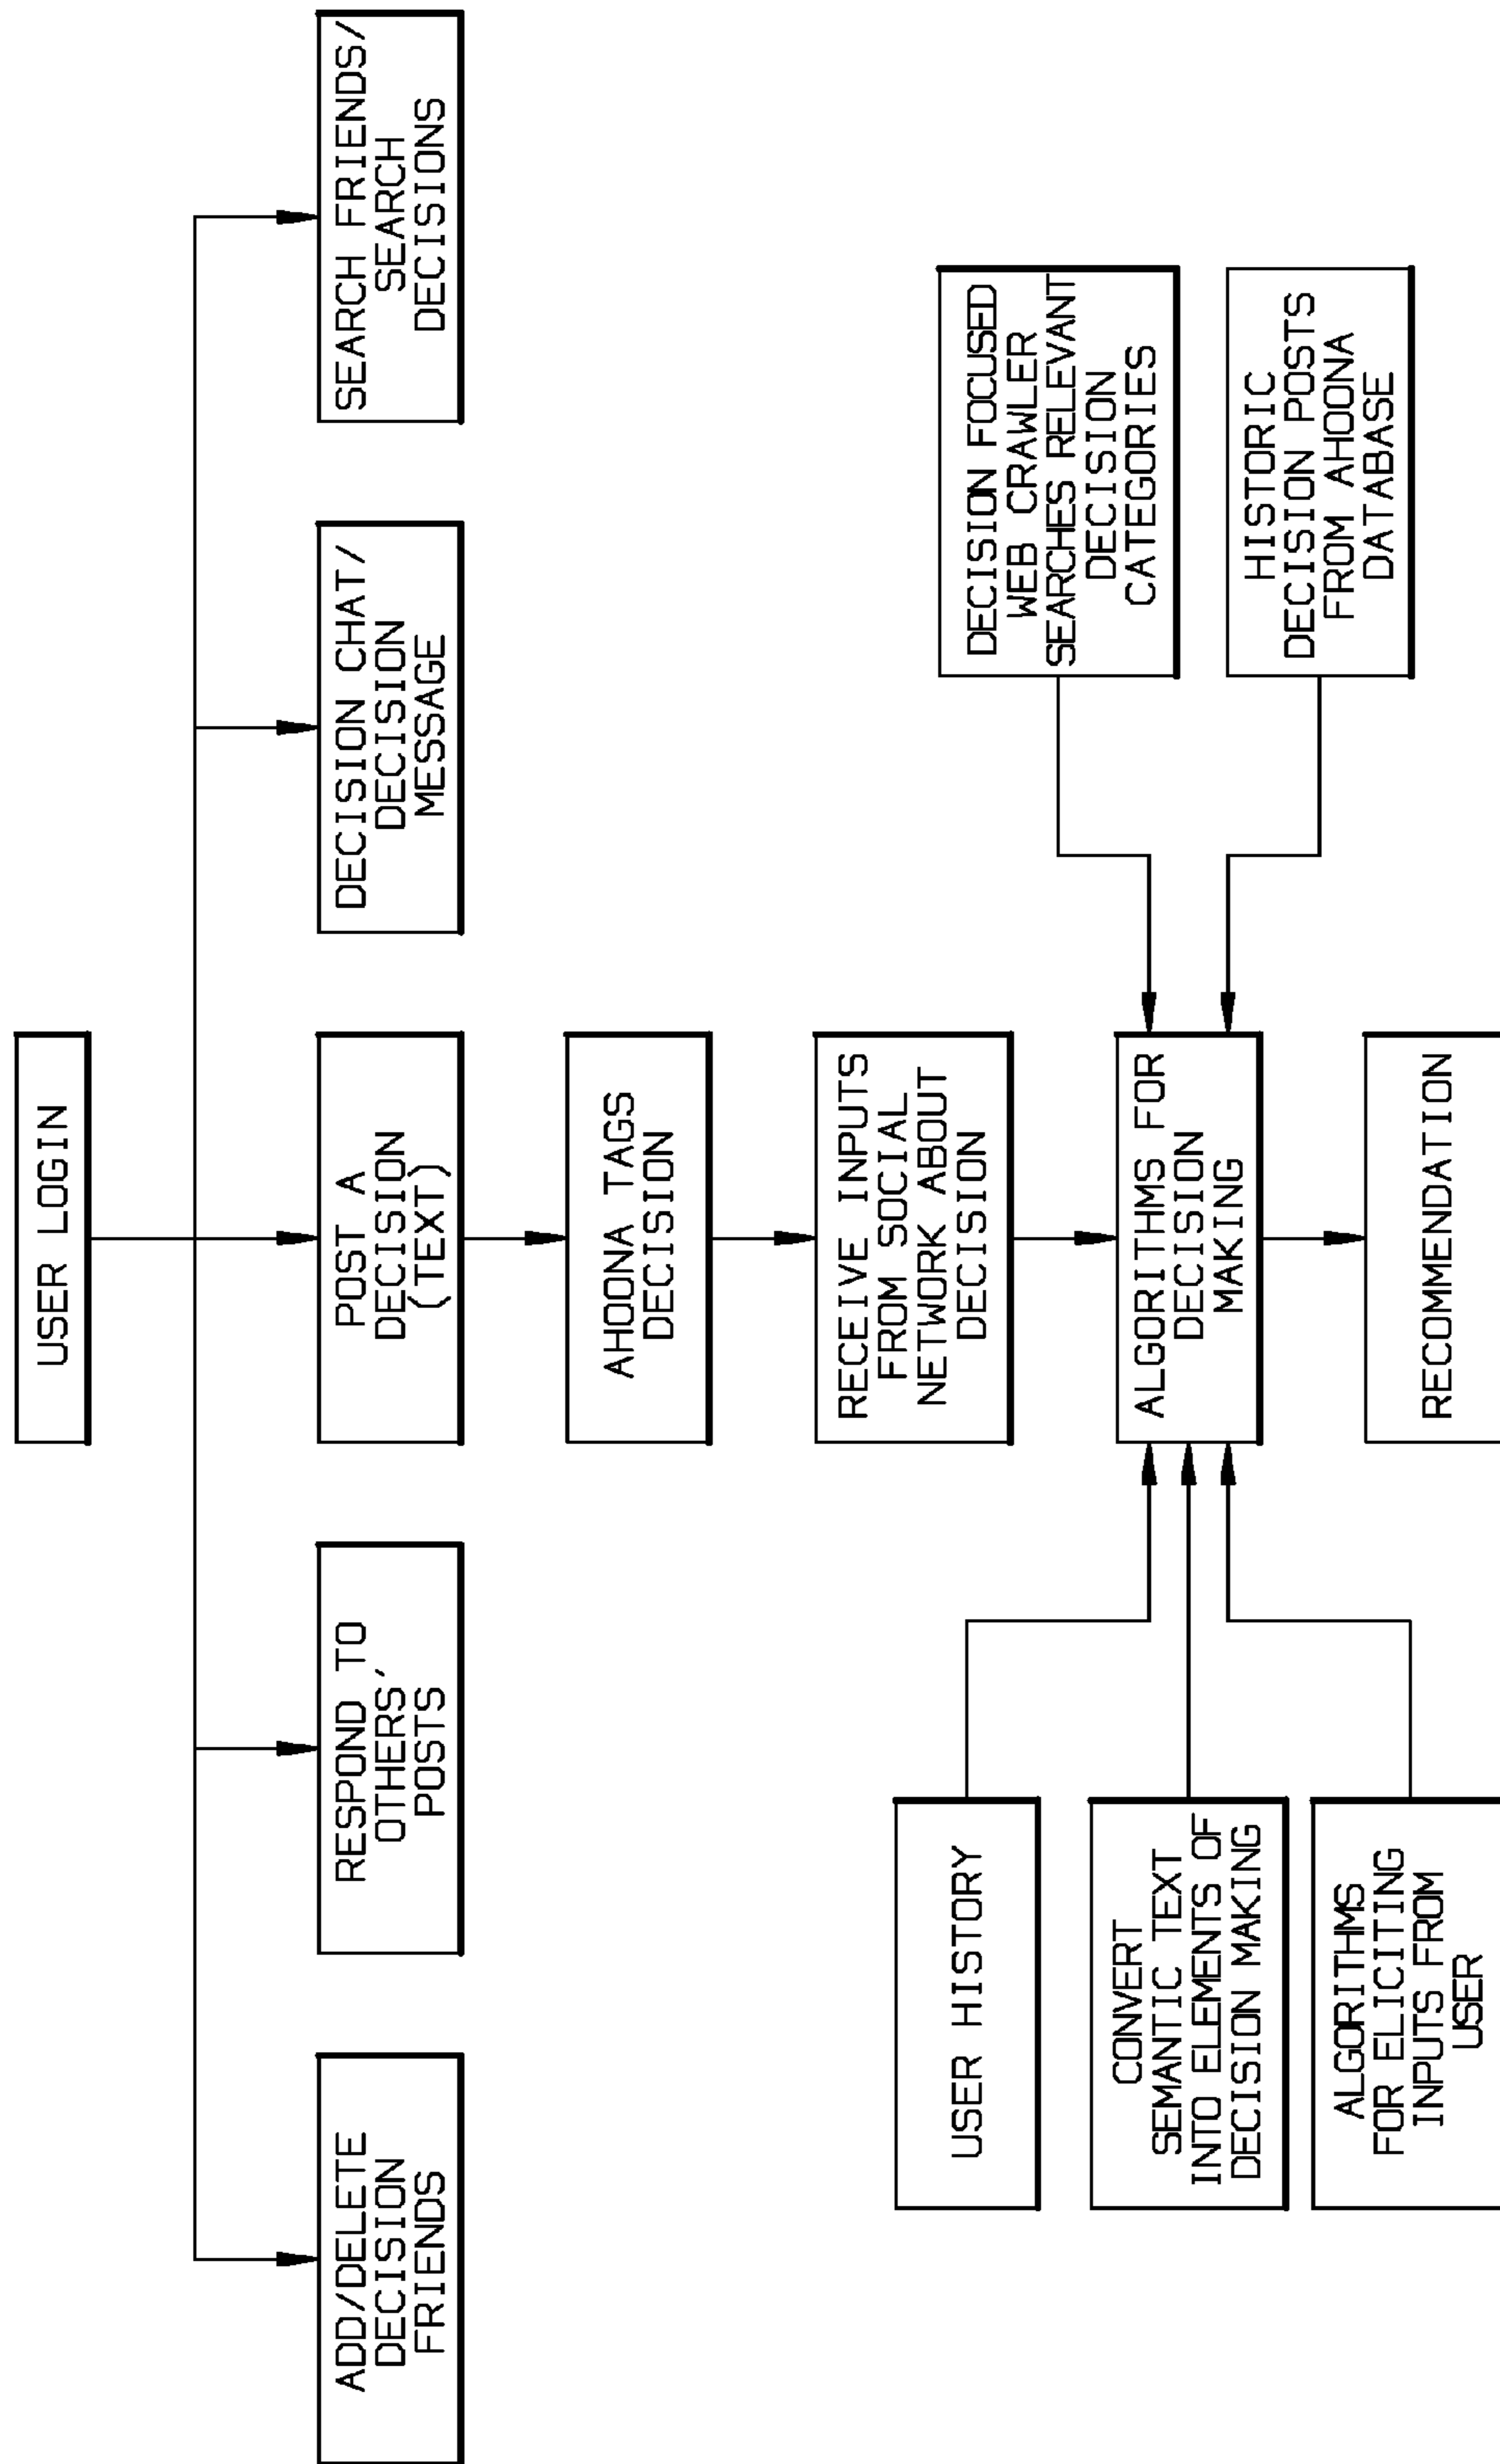 USER LOGIN
ADD/DELETE
DECISION
FRIENDS
RESPOND TO
OTHERS'
POSTS
POST A
DECISION
(TEXT)
DECISION CHAT/
DECISION
MESSAGE
SEARCH FRIENDS/
SEARCH
DECISIONS
AHOONA TAGS
DECISION
RECEIVE INPUTS
FROM SOCIAL
NETWORK ABOUT
DECISION
USER HISTORY
CONVERT
SEMANTIC TEXT
INTO ELEMENTS OF
DECISION MAKING
ALGORITHMS
FOR ELICITING
INPUTS FROM
USER
ALGORITHMS FOR
DECISION
MAKING
DECISION FOCUSED
WEB CRAWLER
SEARCHES RELEVANT
DECISION
CATEGORIES
HISTORIC
DECISION POSTS
FROM AHOONA
DATABASE
RECOMMENDATION